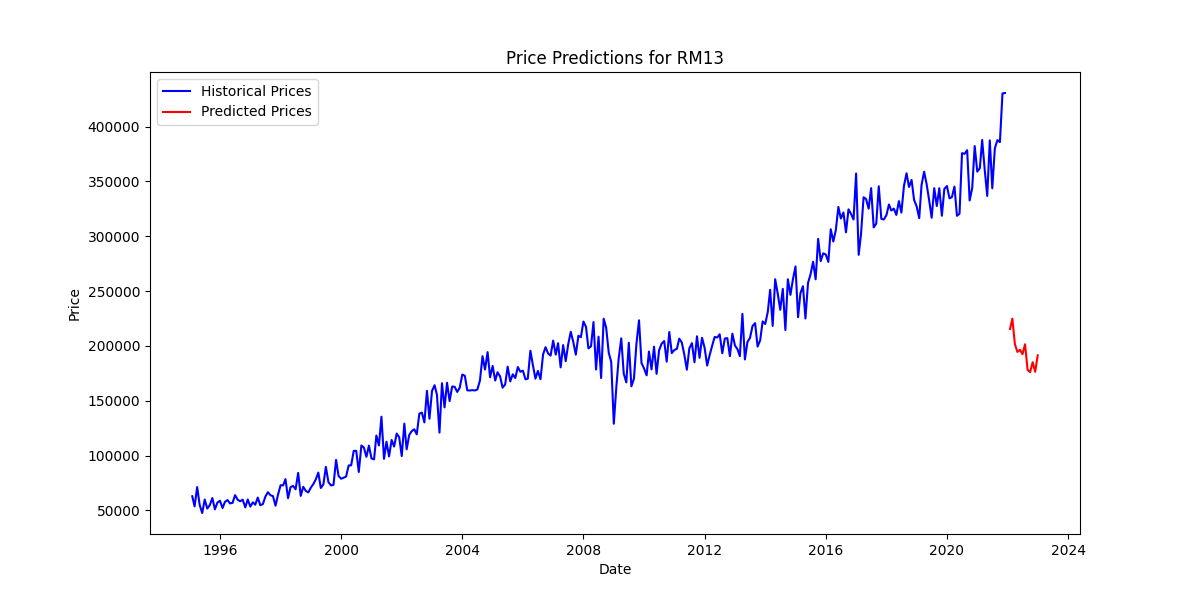 Price Predictions for RM13
Historical Prices
Predicted Prices
400000
350000
300000
250000
200000
150000
100000
50000
Price
1996 2000 2004 2008 2012 2016 2020 2024
Date